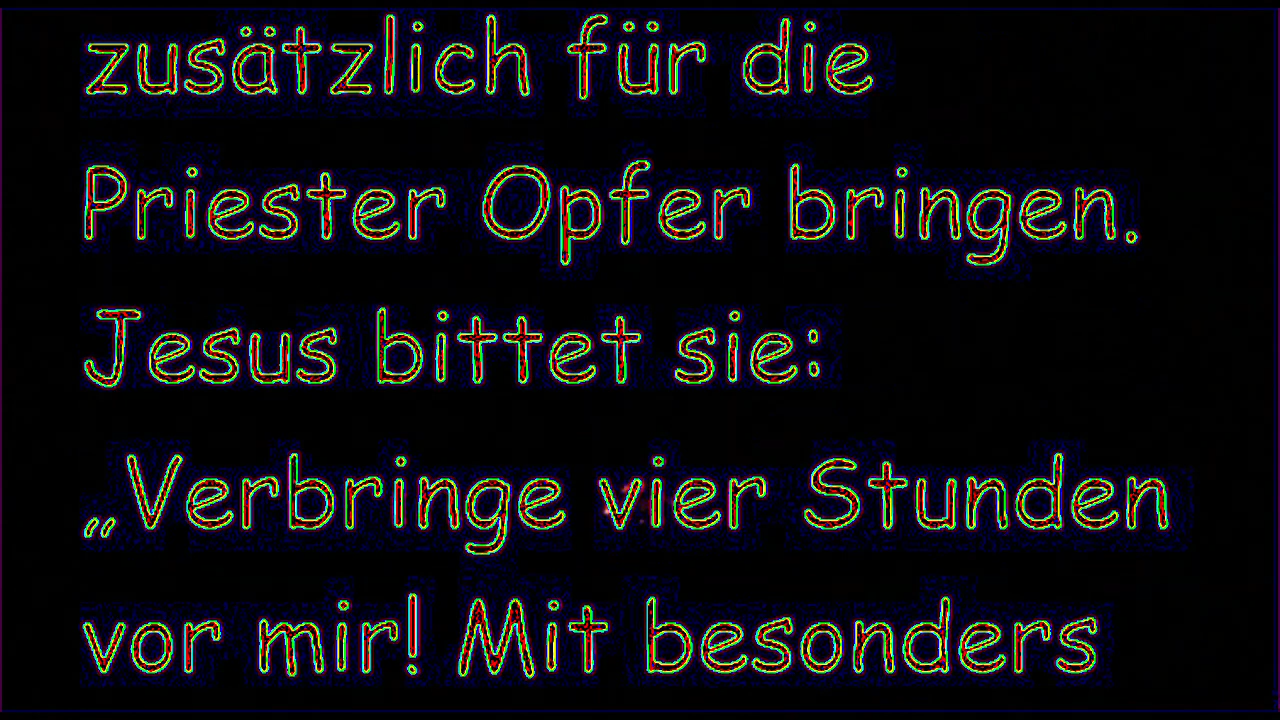 zusätzlich für die
Priester Opfer bringen.
Jesus bittet sie:
„Verbringe vier Stunden
vor mir! Mit besonders